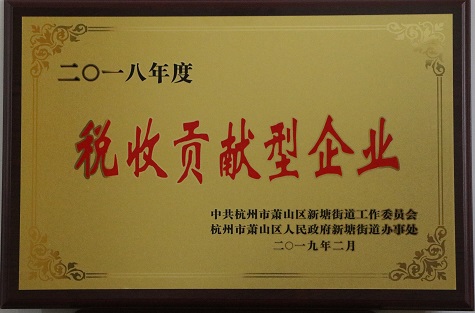 二〇一八年度
税收贡献型企业
中共杭州市萧山区新塘街道工作委员会
杭州市萧山区人民政府新塘街道办事处
二〇一九年二月